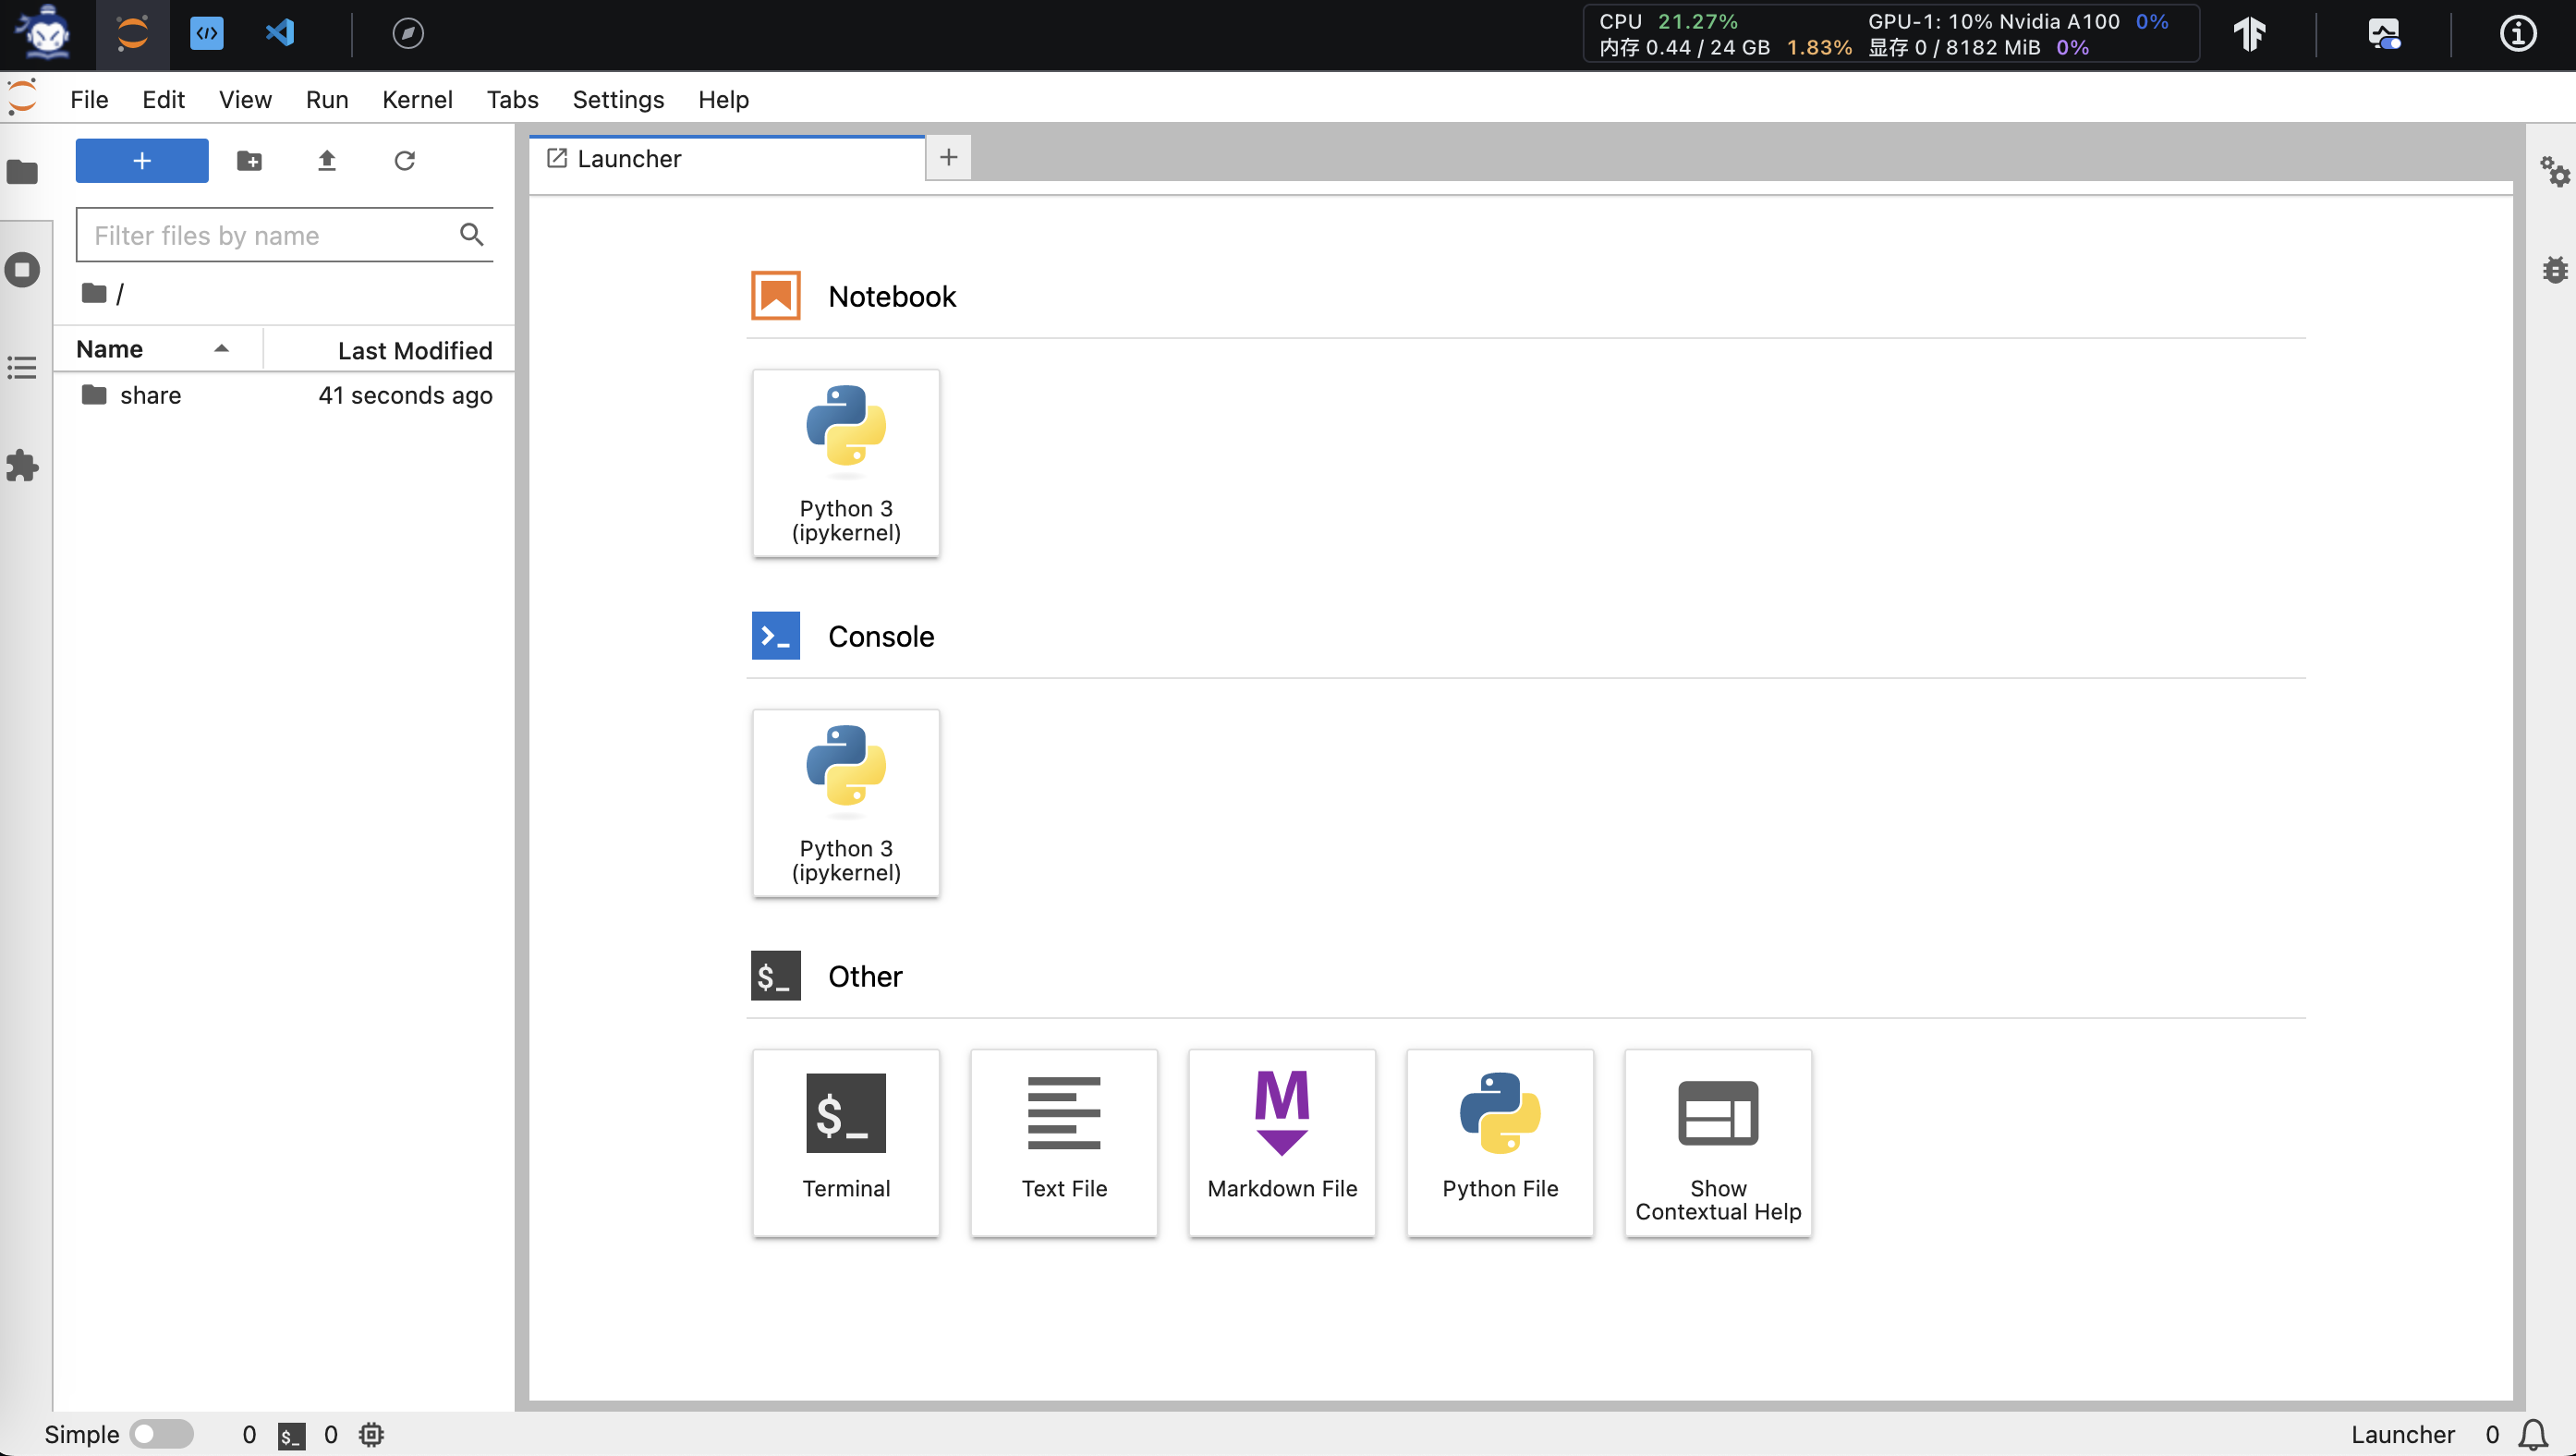 CPU 21.27% GPU-1: 10% Nvidia A100 0%
内存 0.44 / 24 GB 1.83% 显存 0 / 8182 MiB 0%
File Edit View Run Kernel Tabs Settings Help
Launcher
Filter files by name
/
Name Last Modified
share 41 seconds ago
Notebook
Python 3
(ipykernel)
Console
Python 3
(ipykernel)
$_ Other
$_
Terminal
Text File
M
Markdown File
Python File
Show
Contextual Help
Simple 0 $_ 0
Launcher 0